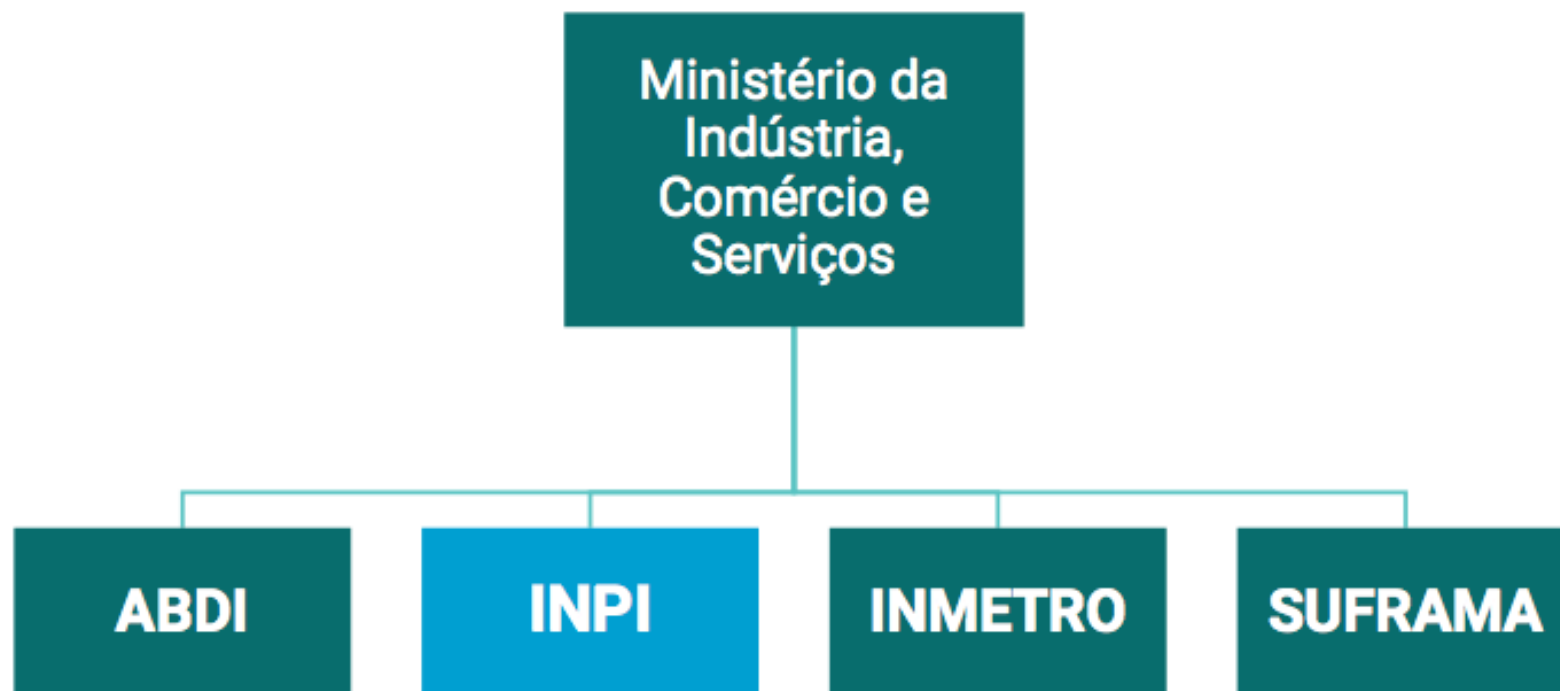 Ministério da
Indústria,
Comércio e
Serviços
ABDI
INPI
INMETRO
SUFRAMA